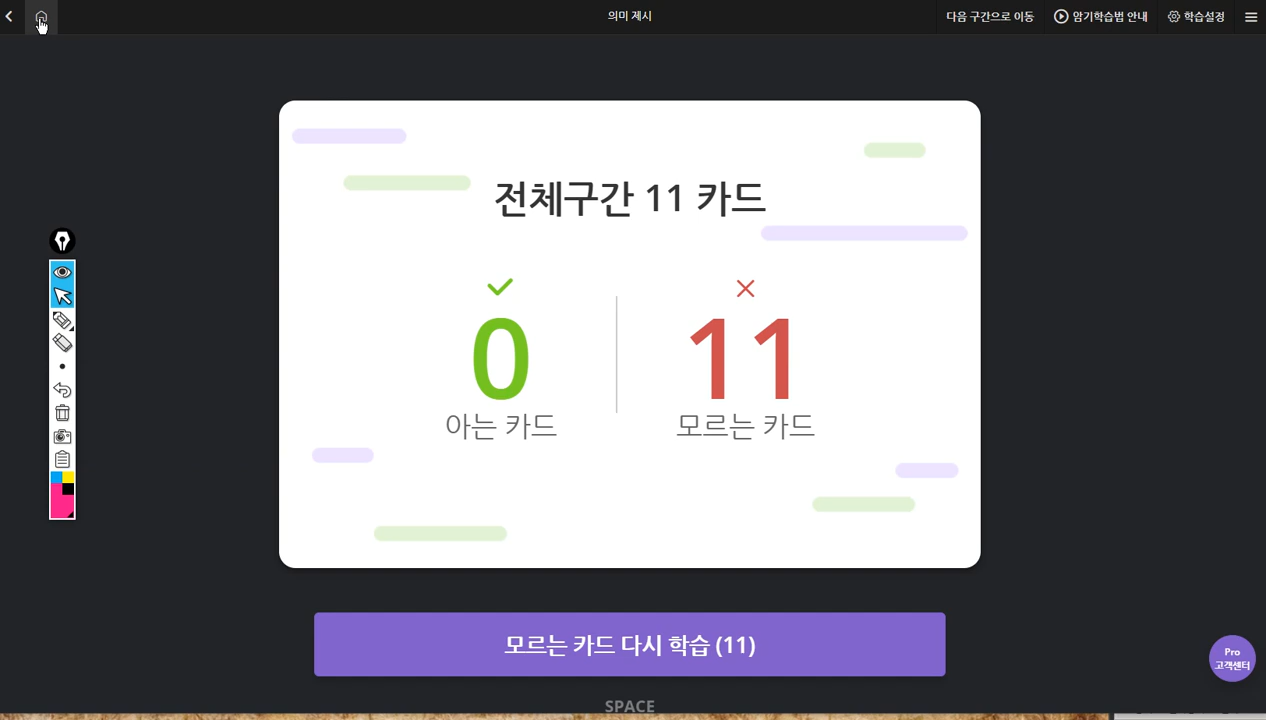 의미 제시
다음 구간으로 이동
암기학습법 안내
학습설정
전체구간 11 카드
0
11
아는 카드
모르는 카드
모르는 카드 다시 학습 (11)
Pro
고객센터
SPACE